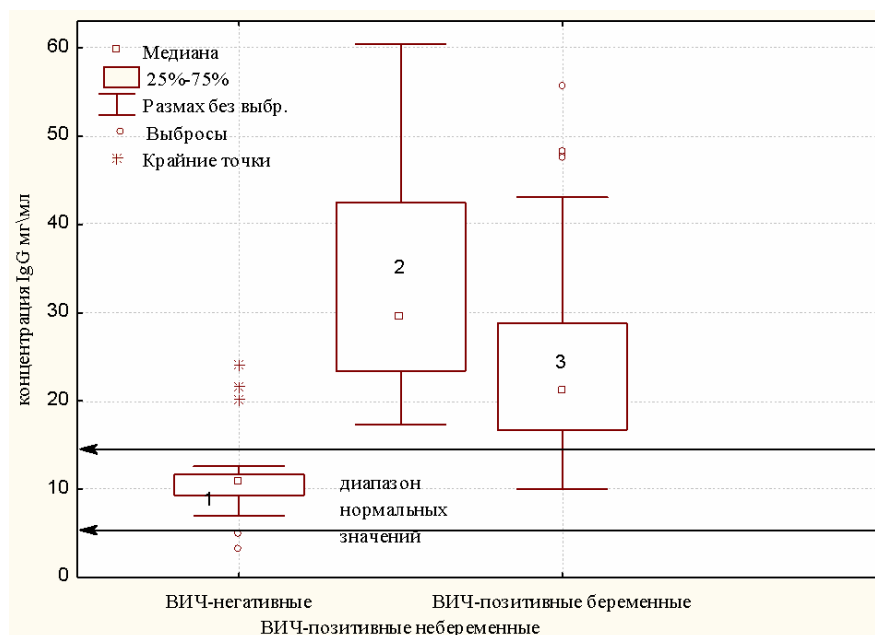 60
50
40
30
20
10
0
концентрация IgG мг\мл
Медиана
25%-75%
Размах без выбр.
Выбросы
Крайние точки
1
2
3
диапазон
нормальных
значений
ВИЧ-негативные
ВИЧ-позитивные беременные
ВИЧ-позитивные небеременные